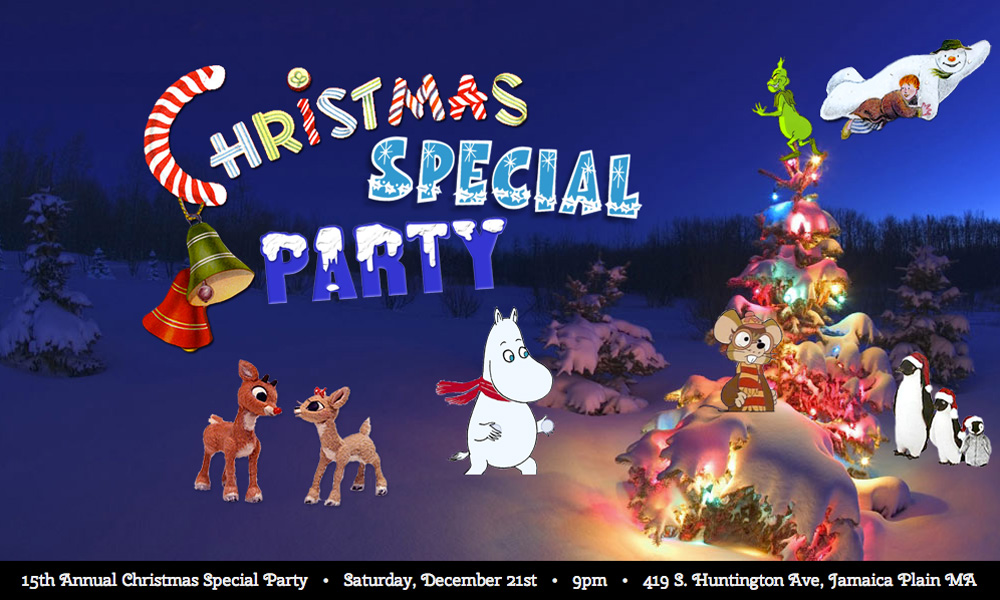 CHRISTMAS
SPECIAL
PARTY
15th Annual Christmas Special Party • Saturday, December 21st • 9pm • 419 S. Huntington Ave, Jamaica Plain MA